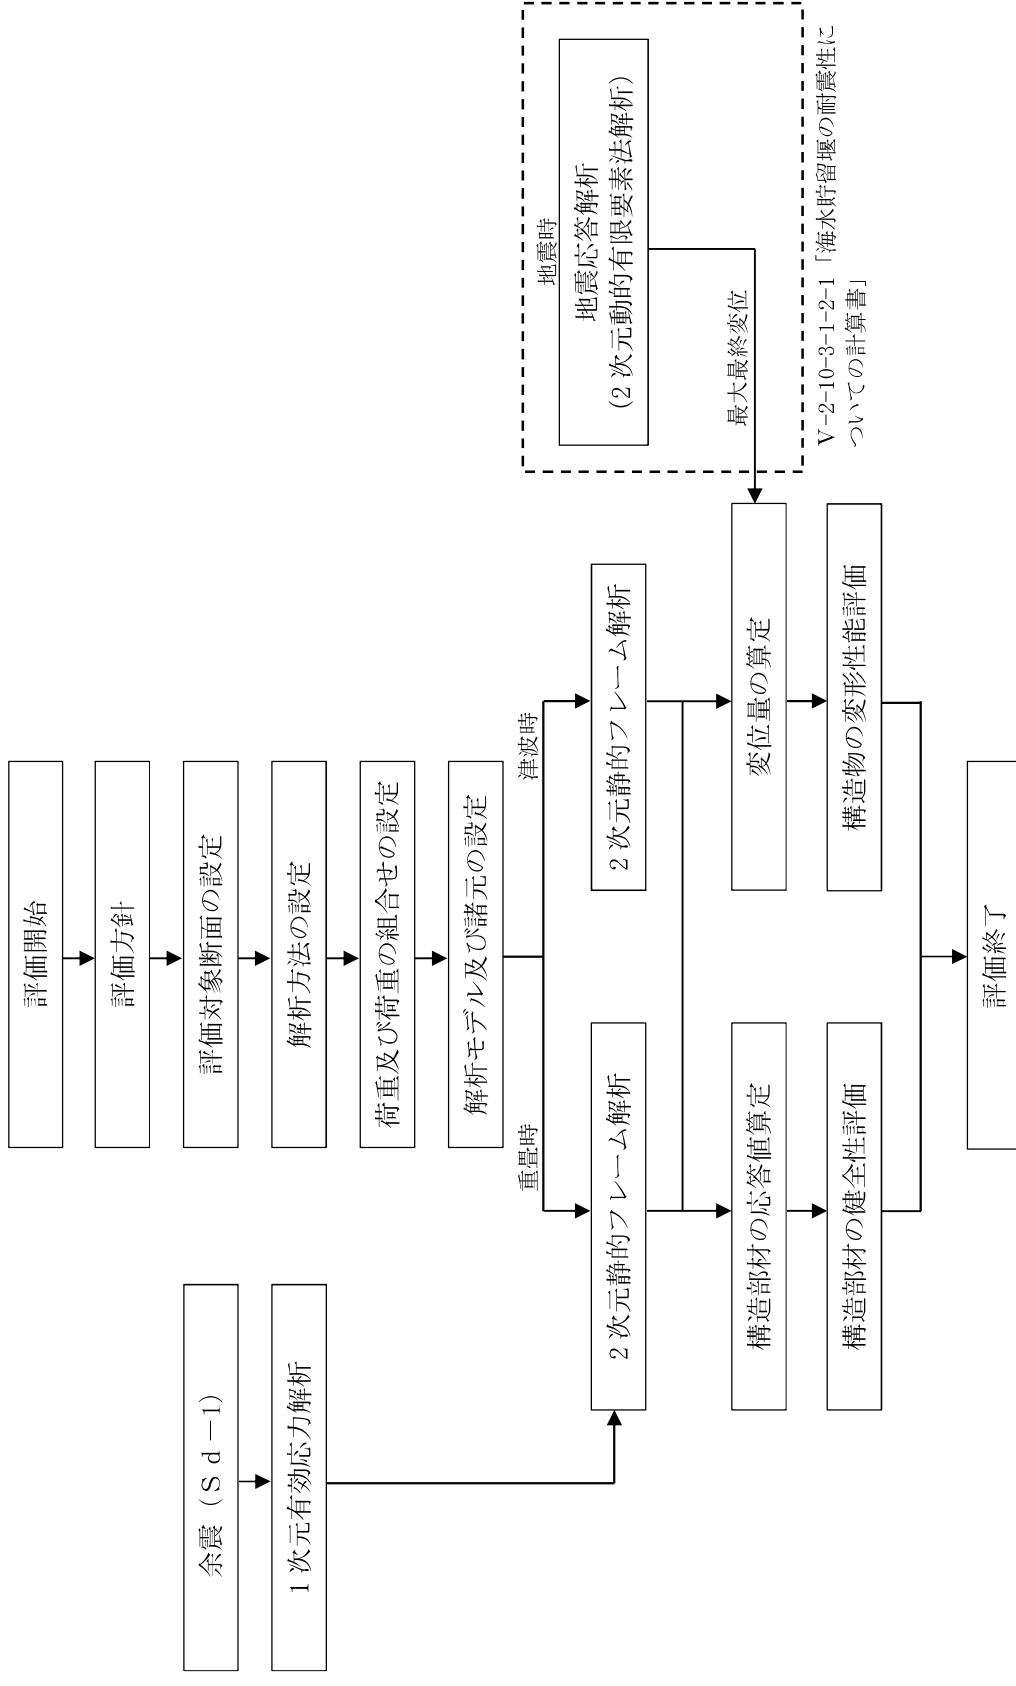 評価開始
評価方針
評価対象断面の設定
解析方法の設定
荷重及び荷重の組合せの設定
解析モデル及び諸元の設定
余震（Ｓｄ－１）
１次元有効応力解析
重畳時
津波時
２次元静的フレーム解析
２次元静的フレーム解析
地震時
地震応答解析
（２次元動的有限要素法解析）
最大最終変位
Ⅴ-2-10-3-1-2-1「海水貯留堰の耐震性に
ついての計算書」
構造部材の応答値算定
変位量の算定
構造部材の健全性評価
構造物の変形性能評価
評価終了